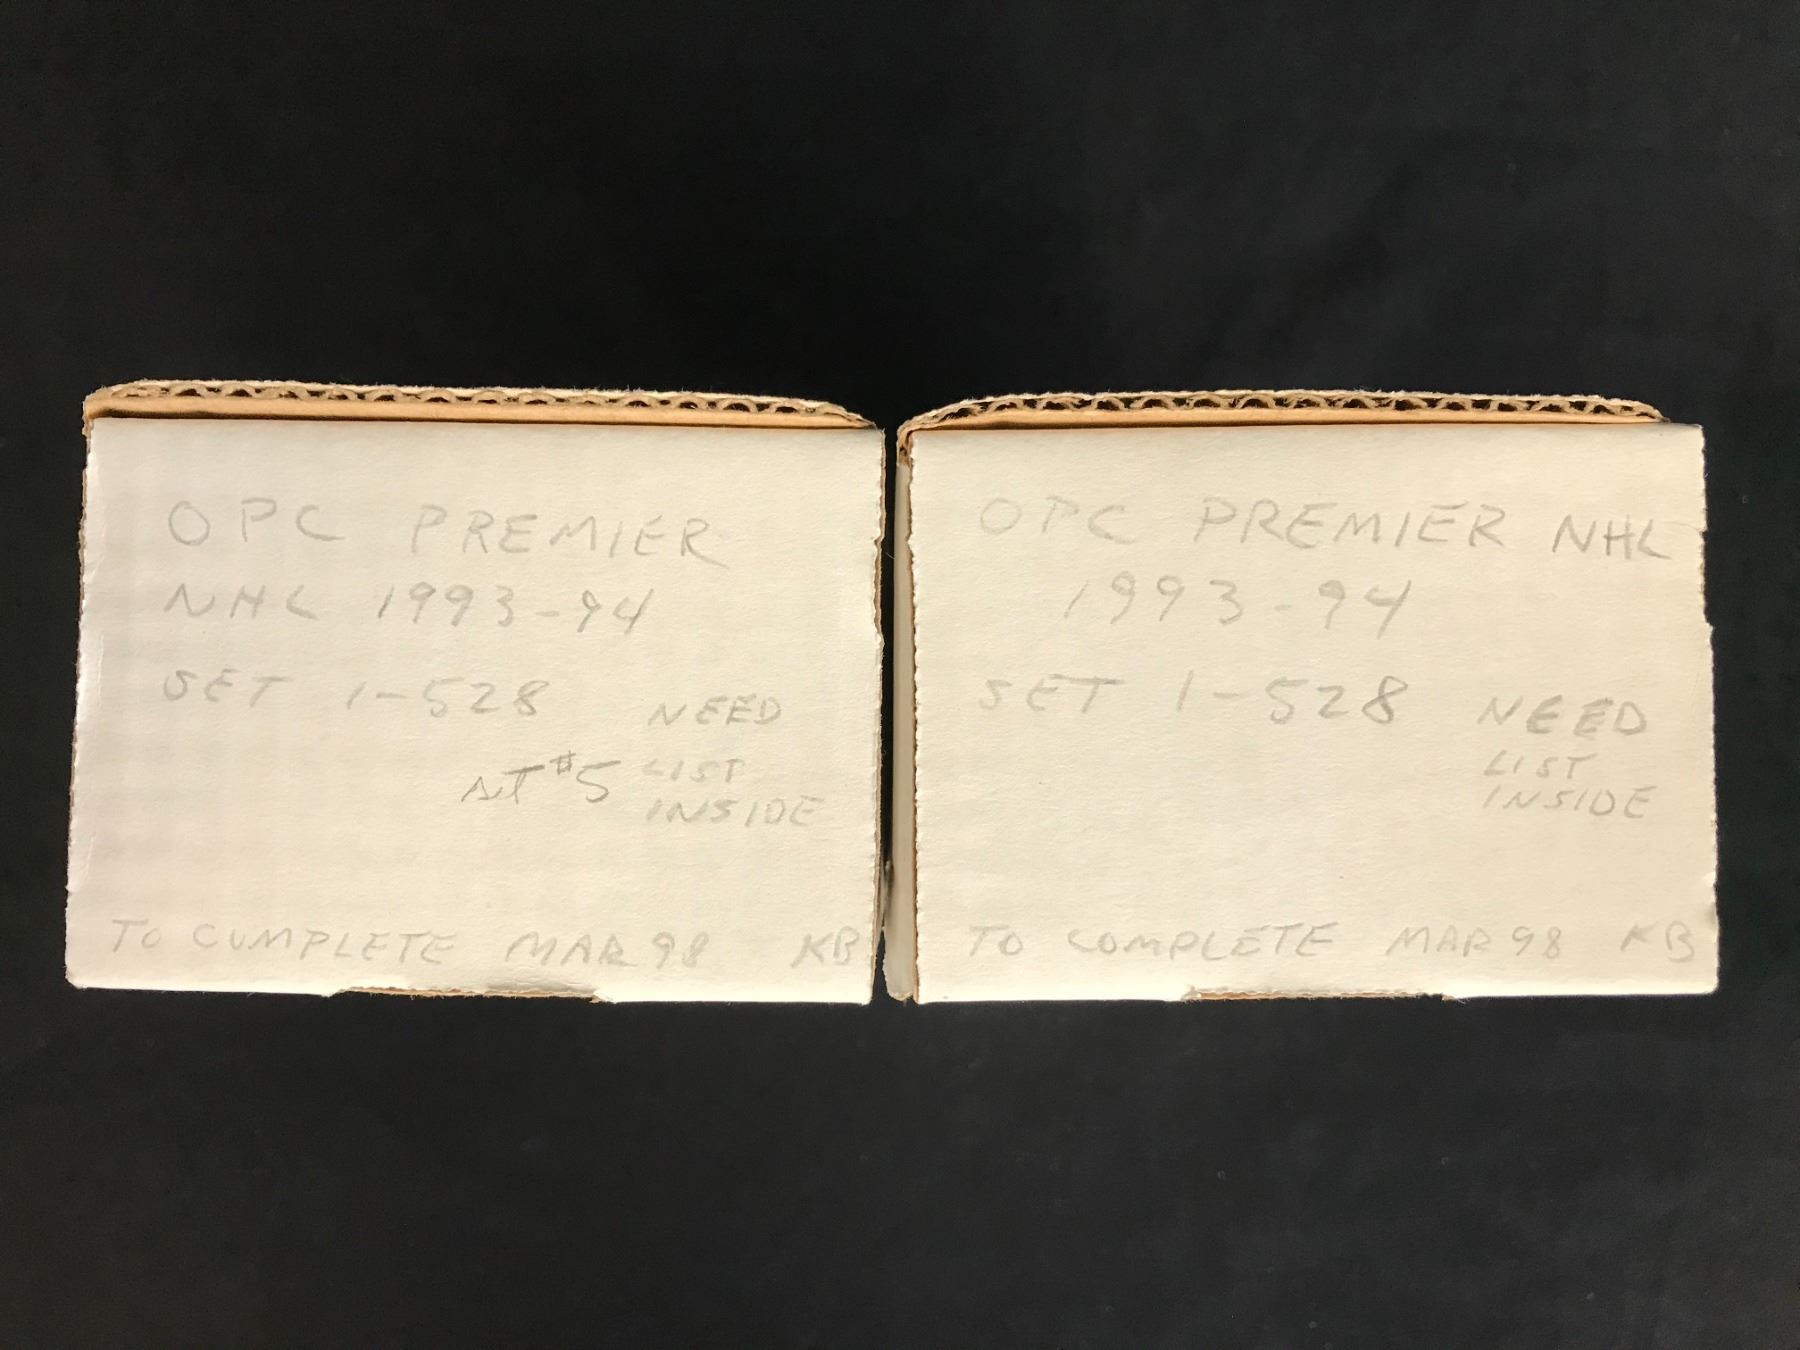 OPC PREMIER
NHL 1993-94
SET 1-528
NEED
LIST
INSIDE
#5
TO COMPLETE MAR 98 KB
OPC PREMIER NHL
1993-94
SET 1-528
NEED
LIST
INSIDE
TO COMPLETE MAR 98 KB